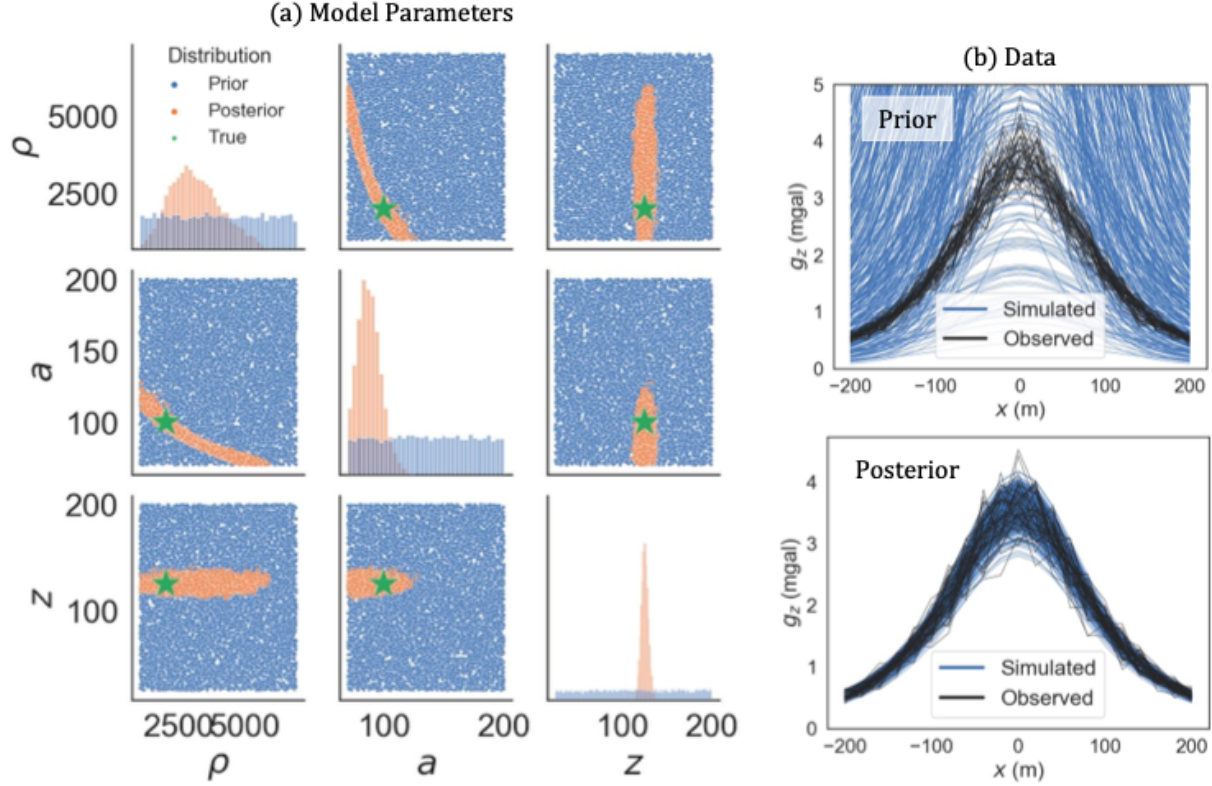 (a) Model Parameters
Distribution
Prior
Posterior
True
ρ
5000
2500
a
200
150
100
z
200
100
2500 5000
ρ
100 200
a
100 200
z
(b) Data
Prior
g_z (mgal)
5
4
3
2
1
0
Simulated
Observed
−200 −100 0 100 200
x (m)
Posterior
g_z (mgal)
4
3
2
1
0
Simulated
Observed
−200 −100 0 100 200
x (m)